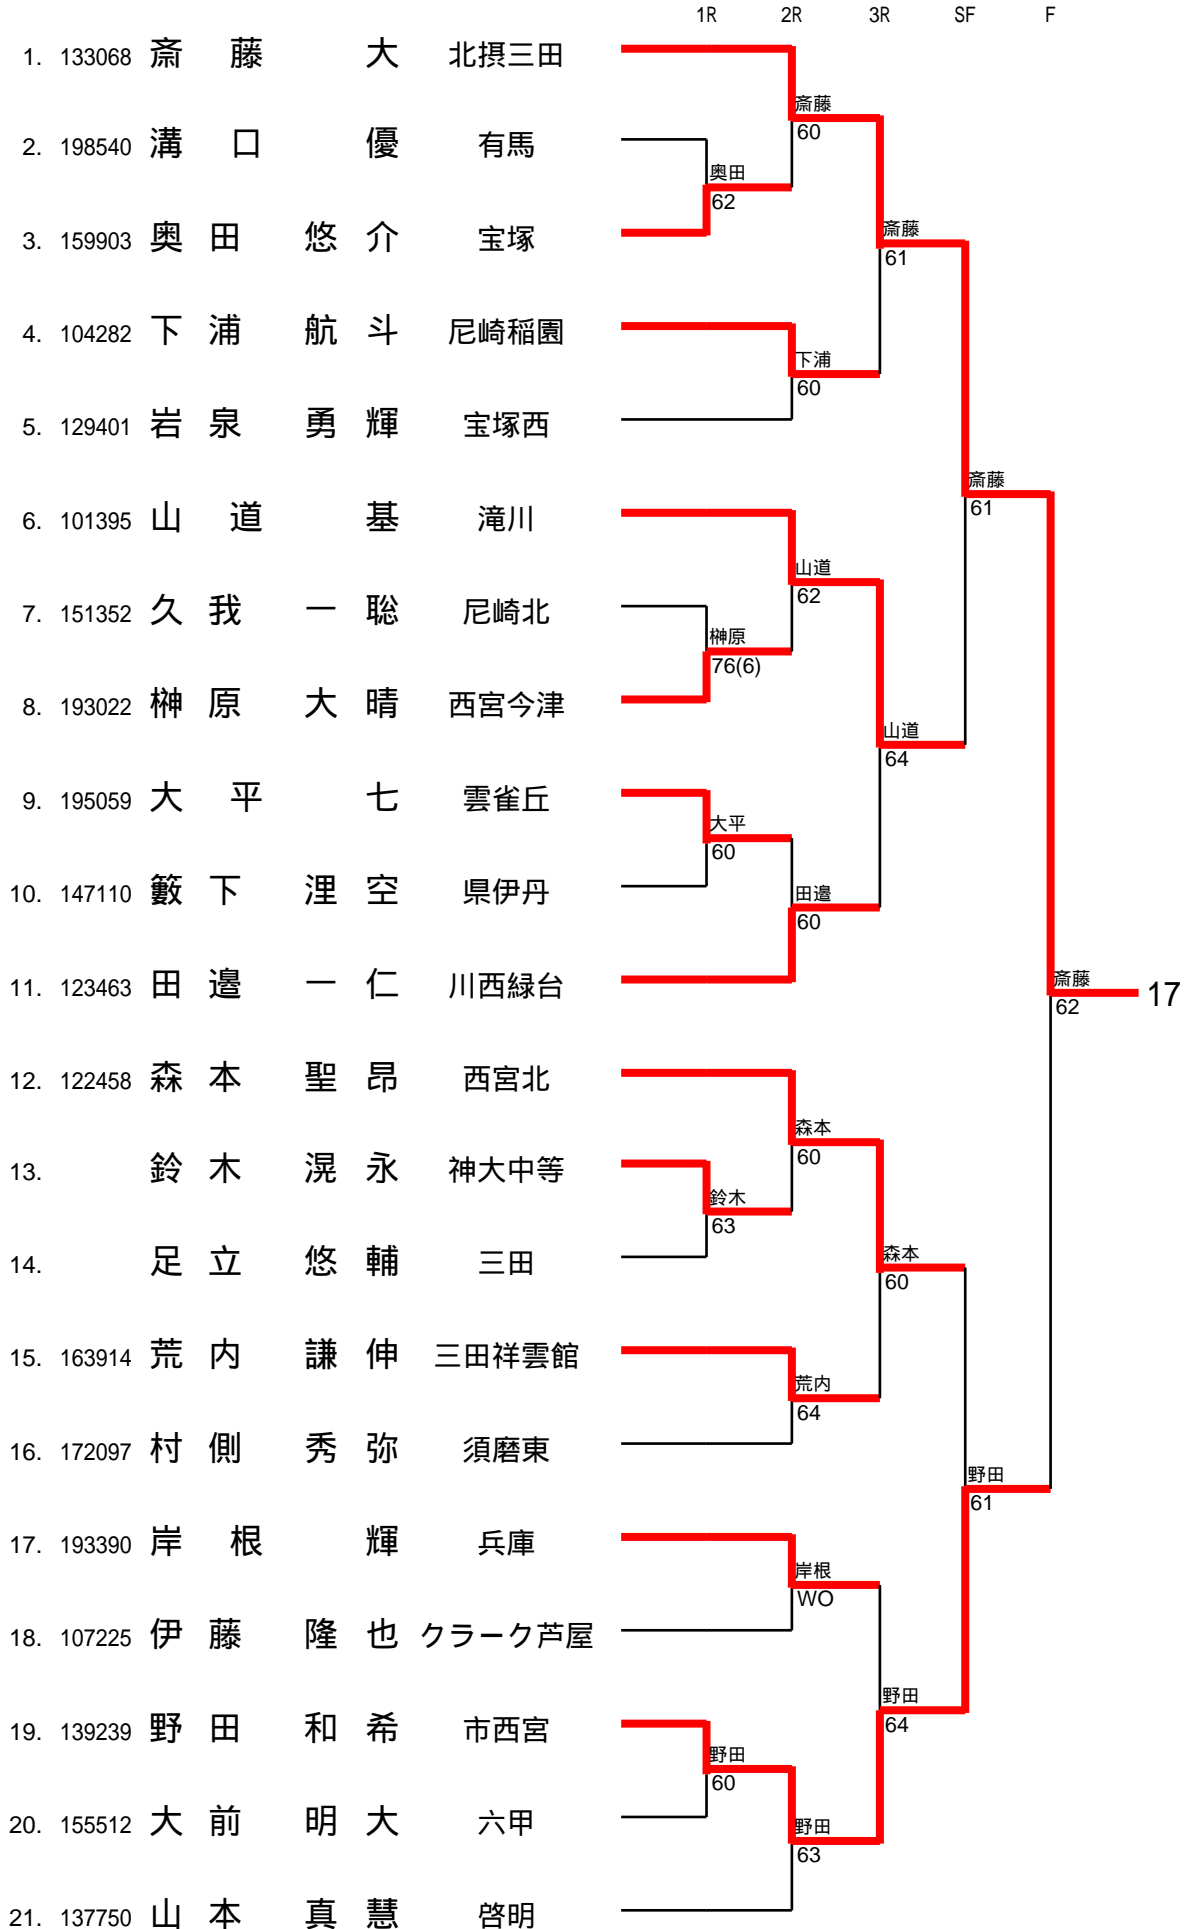 1R 2R 3R SF F
1. 133068 斎藤 大 北摂三田
斎藤
60
2. 198540 溝口 優 有馬
奥田
62
3. 159903 奥田 悠介 宝塚
斎藤
61
4. 104282 下浦 航斗 尼崎稲園
下浦
60
5. 129401 岩泉 勇輝 宝塚西
斎藤
61
6. 101395 山道 基 滝川
山道
62
7. 151352 久我 一聡 尼崎北
榊原
76(6)
8. 193022 榊原 大晴 西宮今津
山道
64
9. 195059 大平 七 雲雀丘
大平
60
10. 147110 籔下 浬空 県伊丹
田邉
60
11. 123463 田邉 一仁 川西緑台
斎藤
62
17
12. 122458 森本 聖昂 西宮北
森本
60
13. 鈴木 滉永 神大中等
鈴木
63
14. 足立 悠輔 三田
森本
60
15. 163914 荒内 謙伸 三田祥雲館
荒内
64
16. 172097 村側 秀弥 須磨東
野田
61
17. 193390 岸根 輝 兵庫
岸根
WO
18. 107225 伊藤 隆也 クラーク芦屋
野田
64
19. 139239 野田 和希 市西宮
野田
60
20. 155512 大前 明大 六甲
野田
63
21. 137750 山本 真慧 啓明